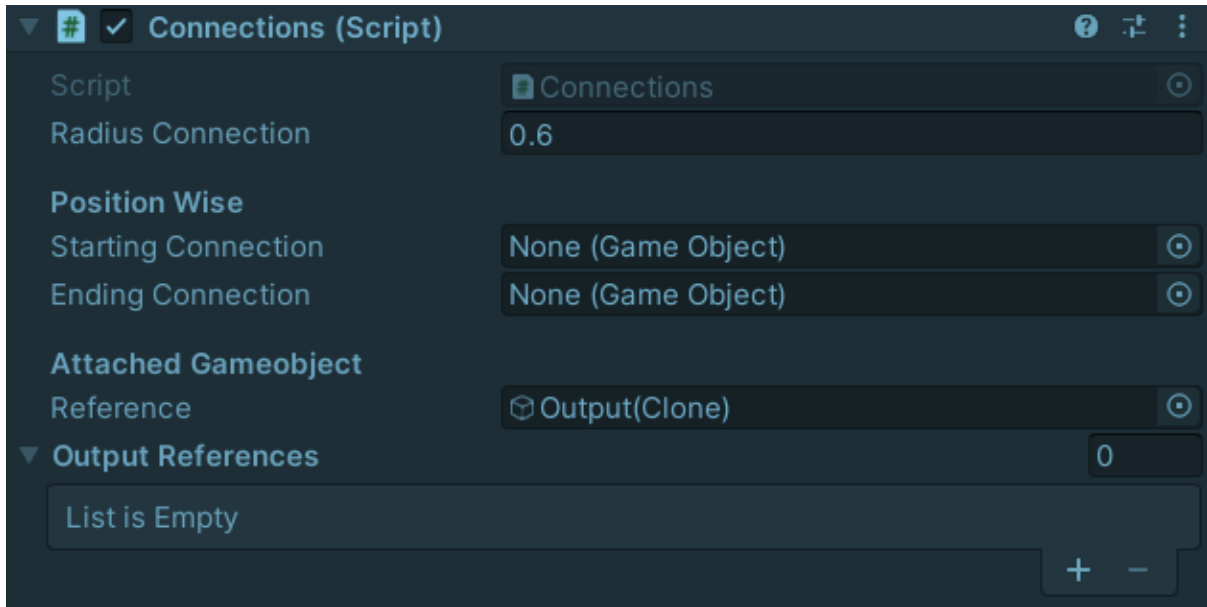 Connections (Script)
Script Connections
Radius Connection 0.6
Position Wise
Starting Connection None (Game Object)
Ending Connection None (Game Object)
Attached Gameobject
Reference Output(Clone)
Output References 0
List is Empty